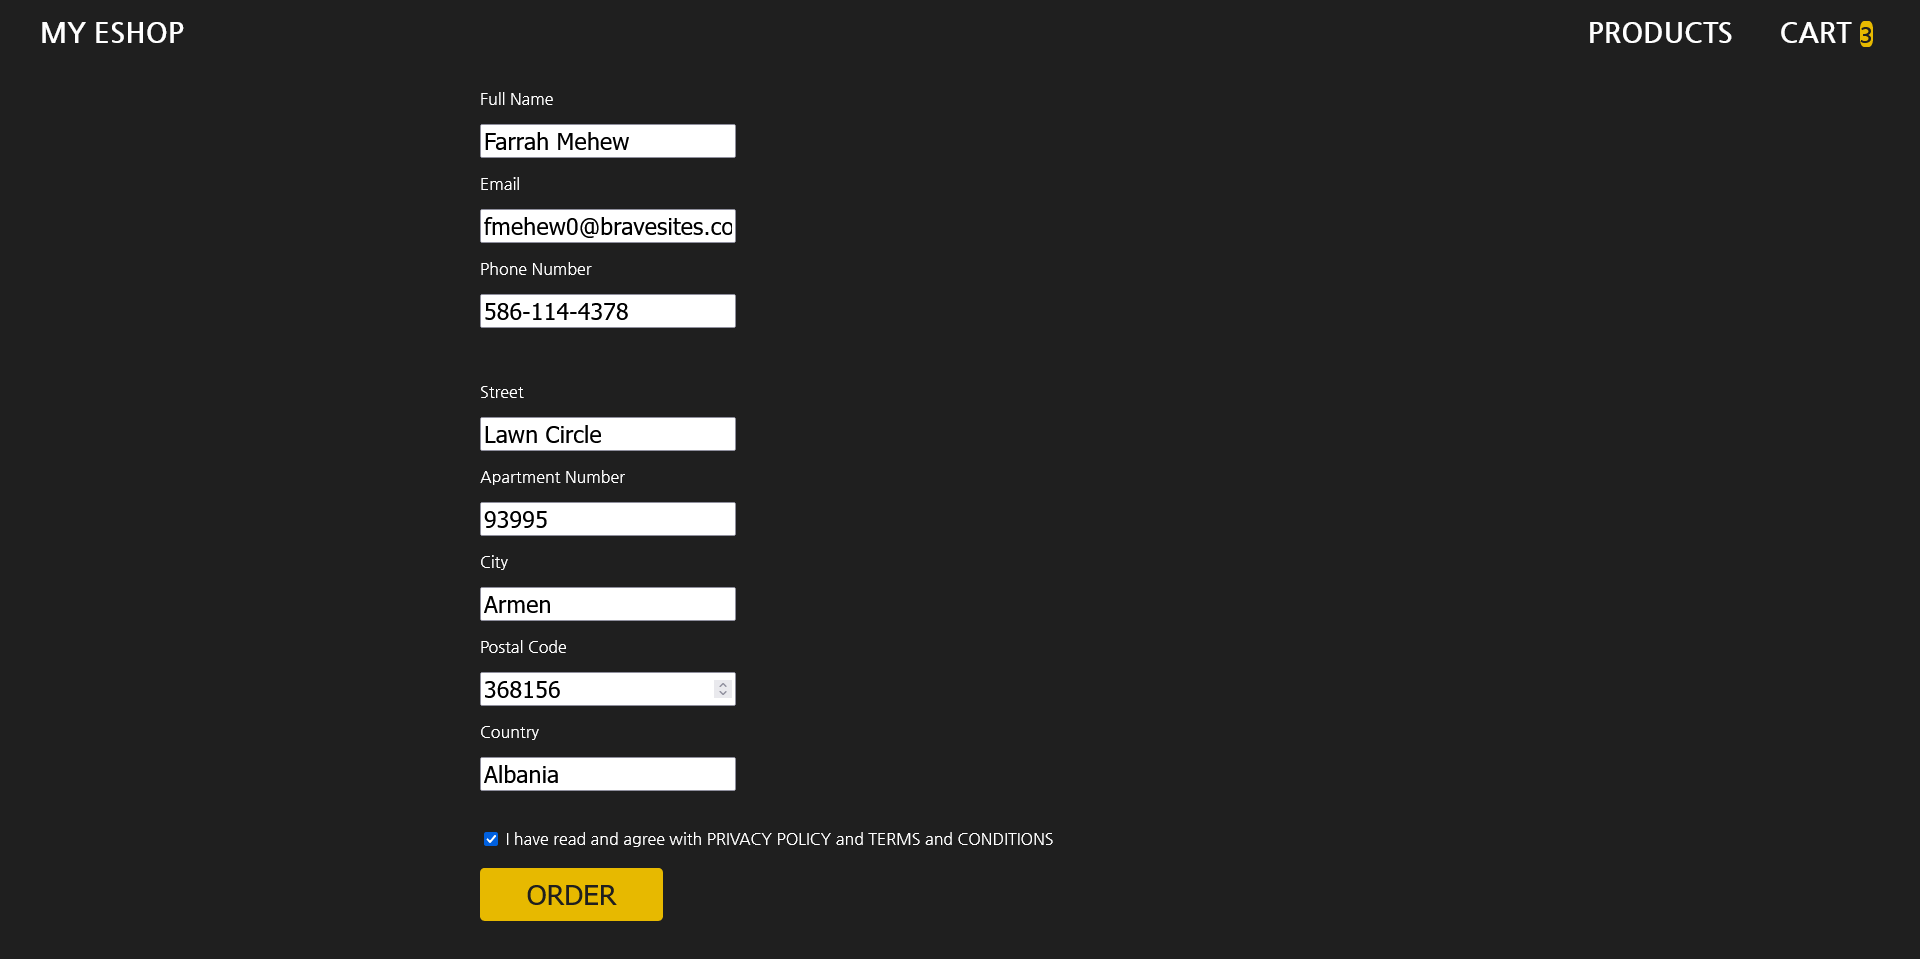 MY ESHOP
PRODUCTS
CART 3
Full Name
Farrah Mehew
Email
fmehew0@bravesites.co
Phone Number
586-114-4378
Street
Lawn Circle
Apartment Number
93995
City
Armen
Postal Code
368156
Country
Albania
I have read and agree with PRIVACY POLICY and TERMS and CONDITIONS
ORDER